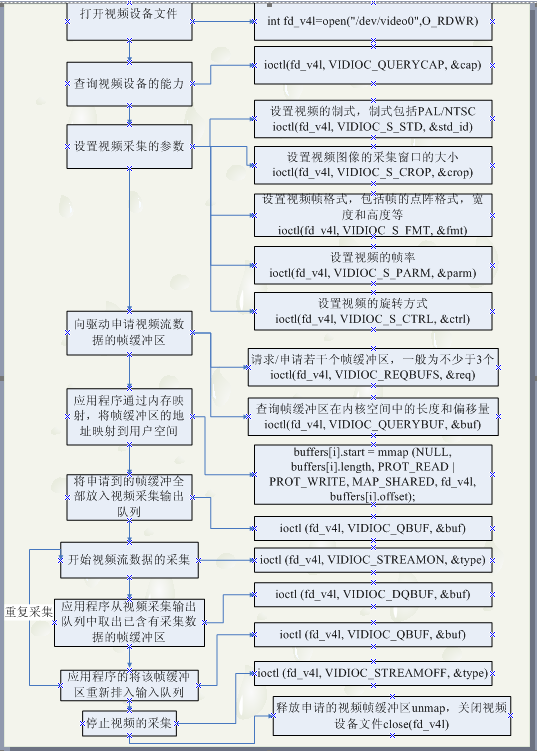 打开视频设备文件
int fd_v4l=open("/dev/video0",O_RDWR)
查询视频设备的能力
ioctl(fd_v4l, VIDIOC_QUERYCAP, &cap)
设置视频采集的参数
设置视频的制式，制式包括PAL/NTSC
ioctl(fd_v4l, VIDIOC_S_STD, &std_id)
设置视频图像的采集窗口的大小
ioctl(fd_v4l, VIDIOC_S_CROP, &crop)
设置视频帧格式，包括帧的点阵格式，宽
度和高度等
ioctl(fd_v4l, VIDIOC_S_FMT, &fmt)
设置视频的帧率
ioctl(fd_v4l, VIDIOC_S_PARM, &parm)
设置视频的旋转方式
ioctl(fd_v4l, VIDIOC_S_CTRL, &ctrl)
向驱动申请视频流数
据的帧缓冲区
请求/申请若干个帧缓冲区，一般为不少于3个
ioctl(fd_v4l, VIDIOC_REQBUFS, &req)
查询帧缓冲区在内核空间中的长度和偏移量
ioctl(fd_v4l, VIDIOC_QUERYBUF, &buf)
应用程序通过内存映
射，将帧缓冲区的地
址映射到用户空间
buffers[i].start = mmap (NULL,
buffers[i].length, PROT_READ |
PROT_WRITE, MAP_SHARED, fd_v4l,
buffers[i].offset);
将申请到的帧缓冲全
部放入视频采集输出
队列
ioctl (fd_v4l, VIDIOC_QBUF, &buf)
开始视频流数据的采集
ioctl (fd_v4l, VIDIOC_STREAMON, &type)
重复采集
应用程序从视频采集输出
队列中取出已含有采集数
据的帧缓冲区
ioctl (fd_v4l, VIDIOC_DQBUF, &buf)
ioctl (fd_v4l, VIDIOC_QBUF, &buf)
应用程序的将该帧缓冲
区重新排入输入队列
ioctl (fd_v4l, VIDIOC_STREAMOFF, &type)
停止视频的采集
释放申请的视频帧缓冲区unmap，关闭视频
设备文件close(fd_v4l)